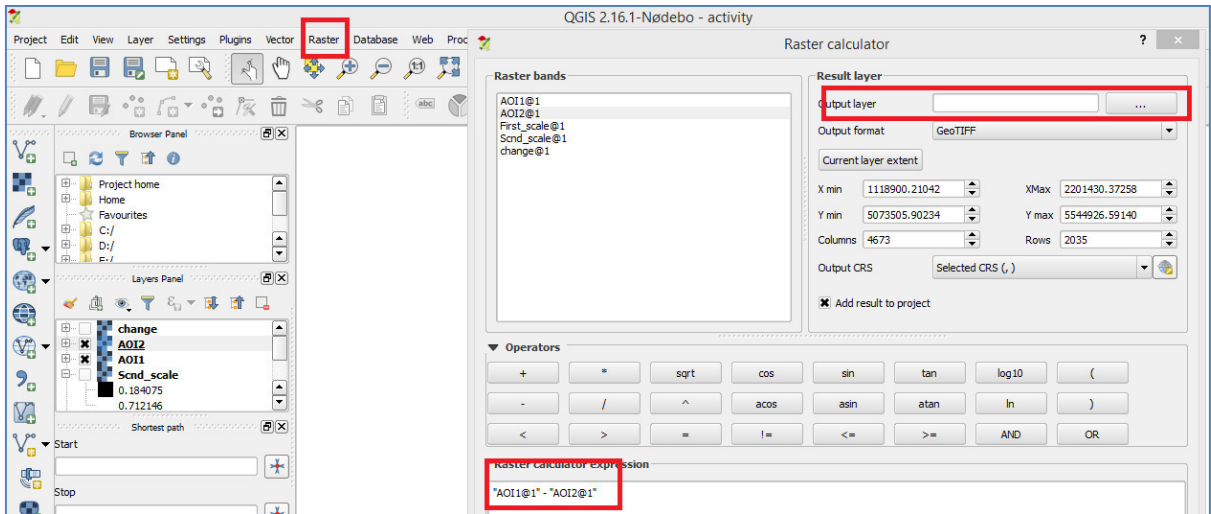 QGIS 2.16.1-Nødebo - activity
Project Edit View Layer Settings Plugins Vector Raster Database Web Proc
abc
Browser Panel
Project home
Home
Favourites
C:/
D:/
E:/
Layers Panel
change
AOI2
AOI1
Scnd_scale
0.184075
0.712146
Shortest path
Start
Stop
Raster calculator
?
Raster bands
AOI1@1
AOI2@1
First_scale@1
Scnd_scale@1
change@1
Result layer
Output layer ...
Output format GeoTIFF
Current layer extent
X min 1118900.21042 XMax 2201430.37258
Y min 5073505.90234 Y max 5544926.59140
Columns 4673 Rows 2035
Output CRS Selected CRS (, )
Add result to project
Operators
+ * sqrt cos sin tan log10 (
- / ^ acos asin atan ln )
< > = != <= >= AND OR
Raster calculator expression
"AOI1@1" - "AOI2@1"